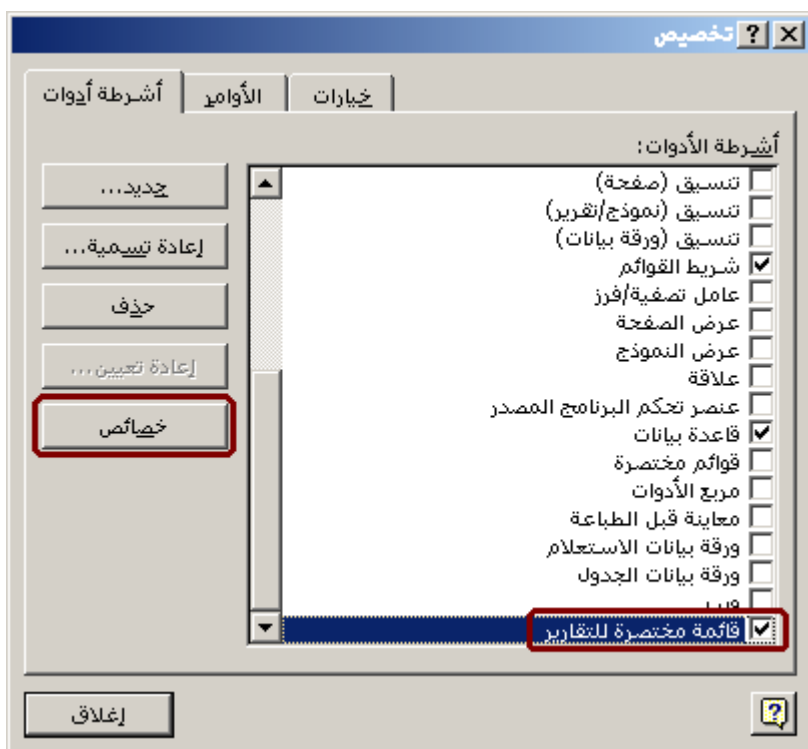 تخصيص
أشرطة أدوات
الأوامر
خيارات
أشرطة الأدوات:
تنسيق (صفحة)
تنسيق (نموذج/تقرير)
تنسيق (ورقة بيانات)
شريط القوائم
عامل تصفية/فرز
عرض الصفحة
عرض النموذج
علاقة
عنصر تحكم البرنامج المصدر
قاعدة بيانات
قوائم مختصرة
مربع الأدوات
معاينة قبل الطباعة
ورقة بيانات الاستعلام
ورقة بيانات الجدول
قائمة مختصرة للتقارير
جديد...
إعادة تسمية...
حذف
إعادة تعيين...
خصائص
إغلاق